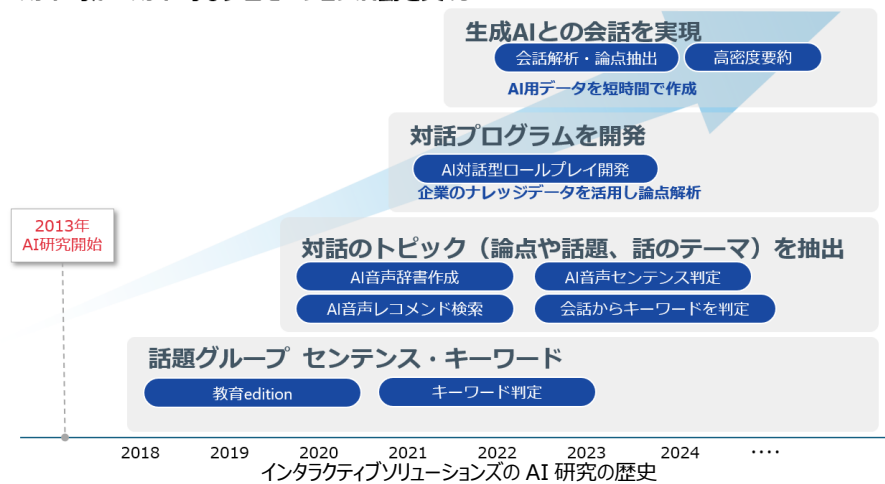 生成AIとの会話を実現
会話解析・論点抽出
高密度要約
AI用データを短時間で作成
対話プログラムを開発
AI対話型ロールプレイ開発
企業のナレッジデータを活用し論点解析
2013年
AI研究開始
対話のトピック（論点や話題、話のテーマ）を抽出
AI音声辞書作成
AI音声センテンス判定
AI音声レコメンド検索
会話からキーワードを判定
話題グループ センテンス・キーワード
教育edition
キーワード判定
2018 2019 2020 2021 2022 2023 2024 ‥‥
インタラクティブソリューションズの AI 研究の歴史